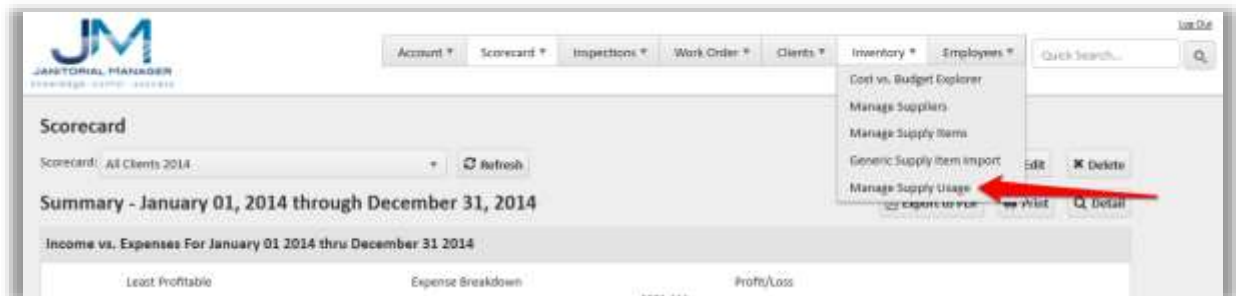 Log Out
JM
JANITORIAL MANAGER
Account Scorecard Inspections Work Order Clients Inventory Employees Quick Search...
Cost vs. Budget Explorer
Manage Suppliers
Manage Supply Items
Generic Supply Item Import
Manage Supply Usage
Scorecard
Scorecard: All Clients 2014 Refresh Edit Delete
Summary - January 01, 2014 through December 31, 2014 Export to PDF Print Detail
Income vs. Expenses For January 01 2014 thru December 31 2014
Least Profitable Expense Breakdown Profit/Loss